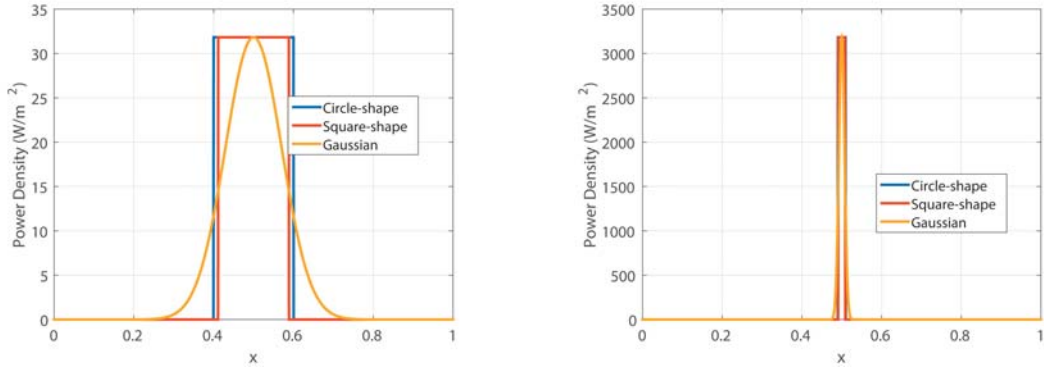 35
30
25
20
15
10
5
0
Power Density (W/m²)
0 0.2 0.4 0.6 0.8 1
x
Circle-shape
Square-shape
Gaussian
3500
3000
2500
2000
1500
1000
500
0
Power Density (W/m²)
0 0.2 0.4 0.6 0.8 1
x
Circle-shape
Square-shape
Gaussian